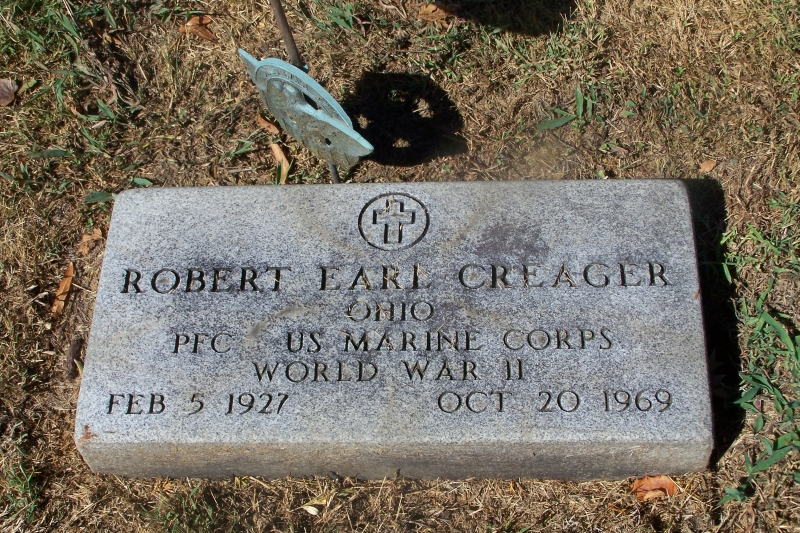 ROBERT EARL CREAGER
OHIO
PFC US MARINE CORPS
WORLD WAR II
FEB 5 1927 OCT 20 1969